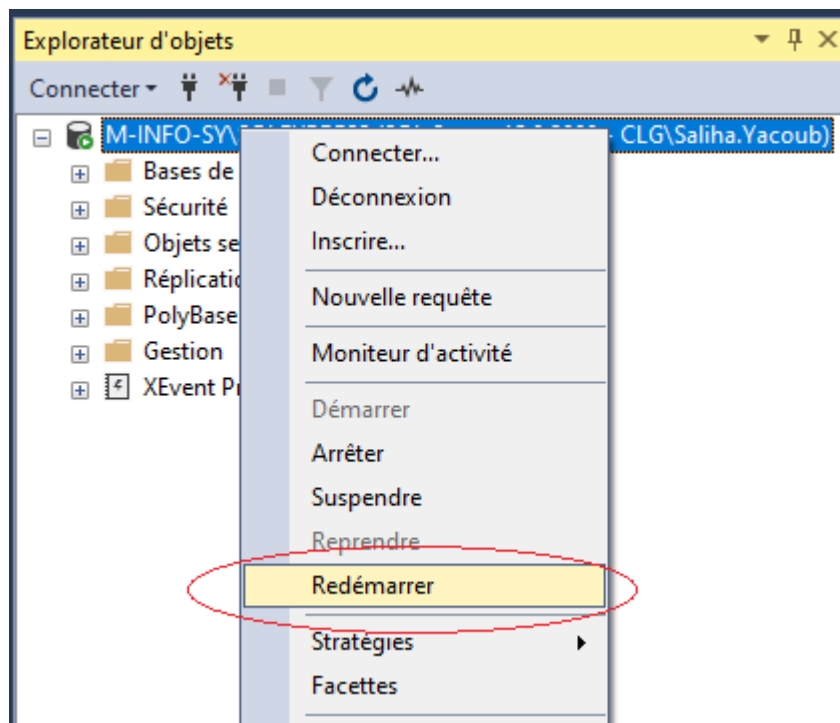 Explorateur d'objets
Connecter
M-INFO-SY\ - CLG\Saliha.Yacoub)
Bases de
Sécurité
Objets se
Réplicatio
PolyBase
Gestion
XEvent P
Connecter...
Déconnexion
Inscrire...
Nouvelle requête
Moniteur d'activité
Démarrer
Arrêter
Suspendre
Reprendre
Redémarrer
Stratégies
Facettes